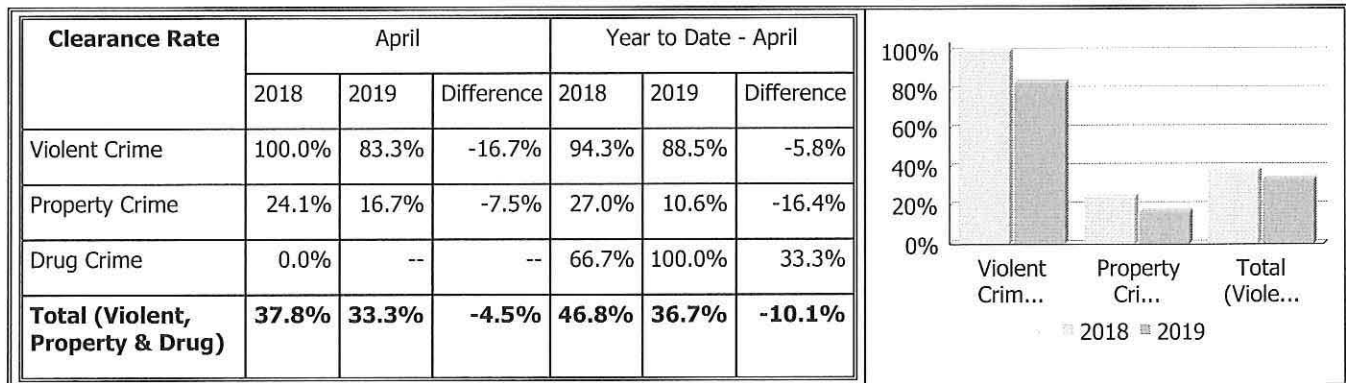 Clearance Rate April Year to Date - April
2018 2019 Difference 2018 2019 Difference
Violent Crime 100.0% 83.3% -16.7% 94.3% 88.5% -5.8%
Property Crime 24.1% 16.7% -7.5% 27.0% 10.6% -16.4%
Drug Crime 0.0% -- -- 66.7% 100.0% 33.3%
Total (Violent, 37.8% 33.3% -4.5% 46.8% 36.7% -10.1%
Property & Drug)
100%
80%
60%
40%
20%
0%
Violent Property Total
Crim... Cri... (Viole...
2018 2019